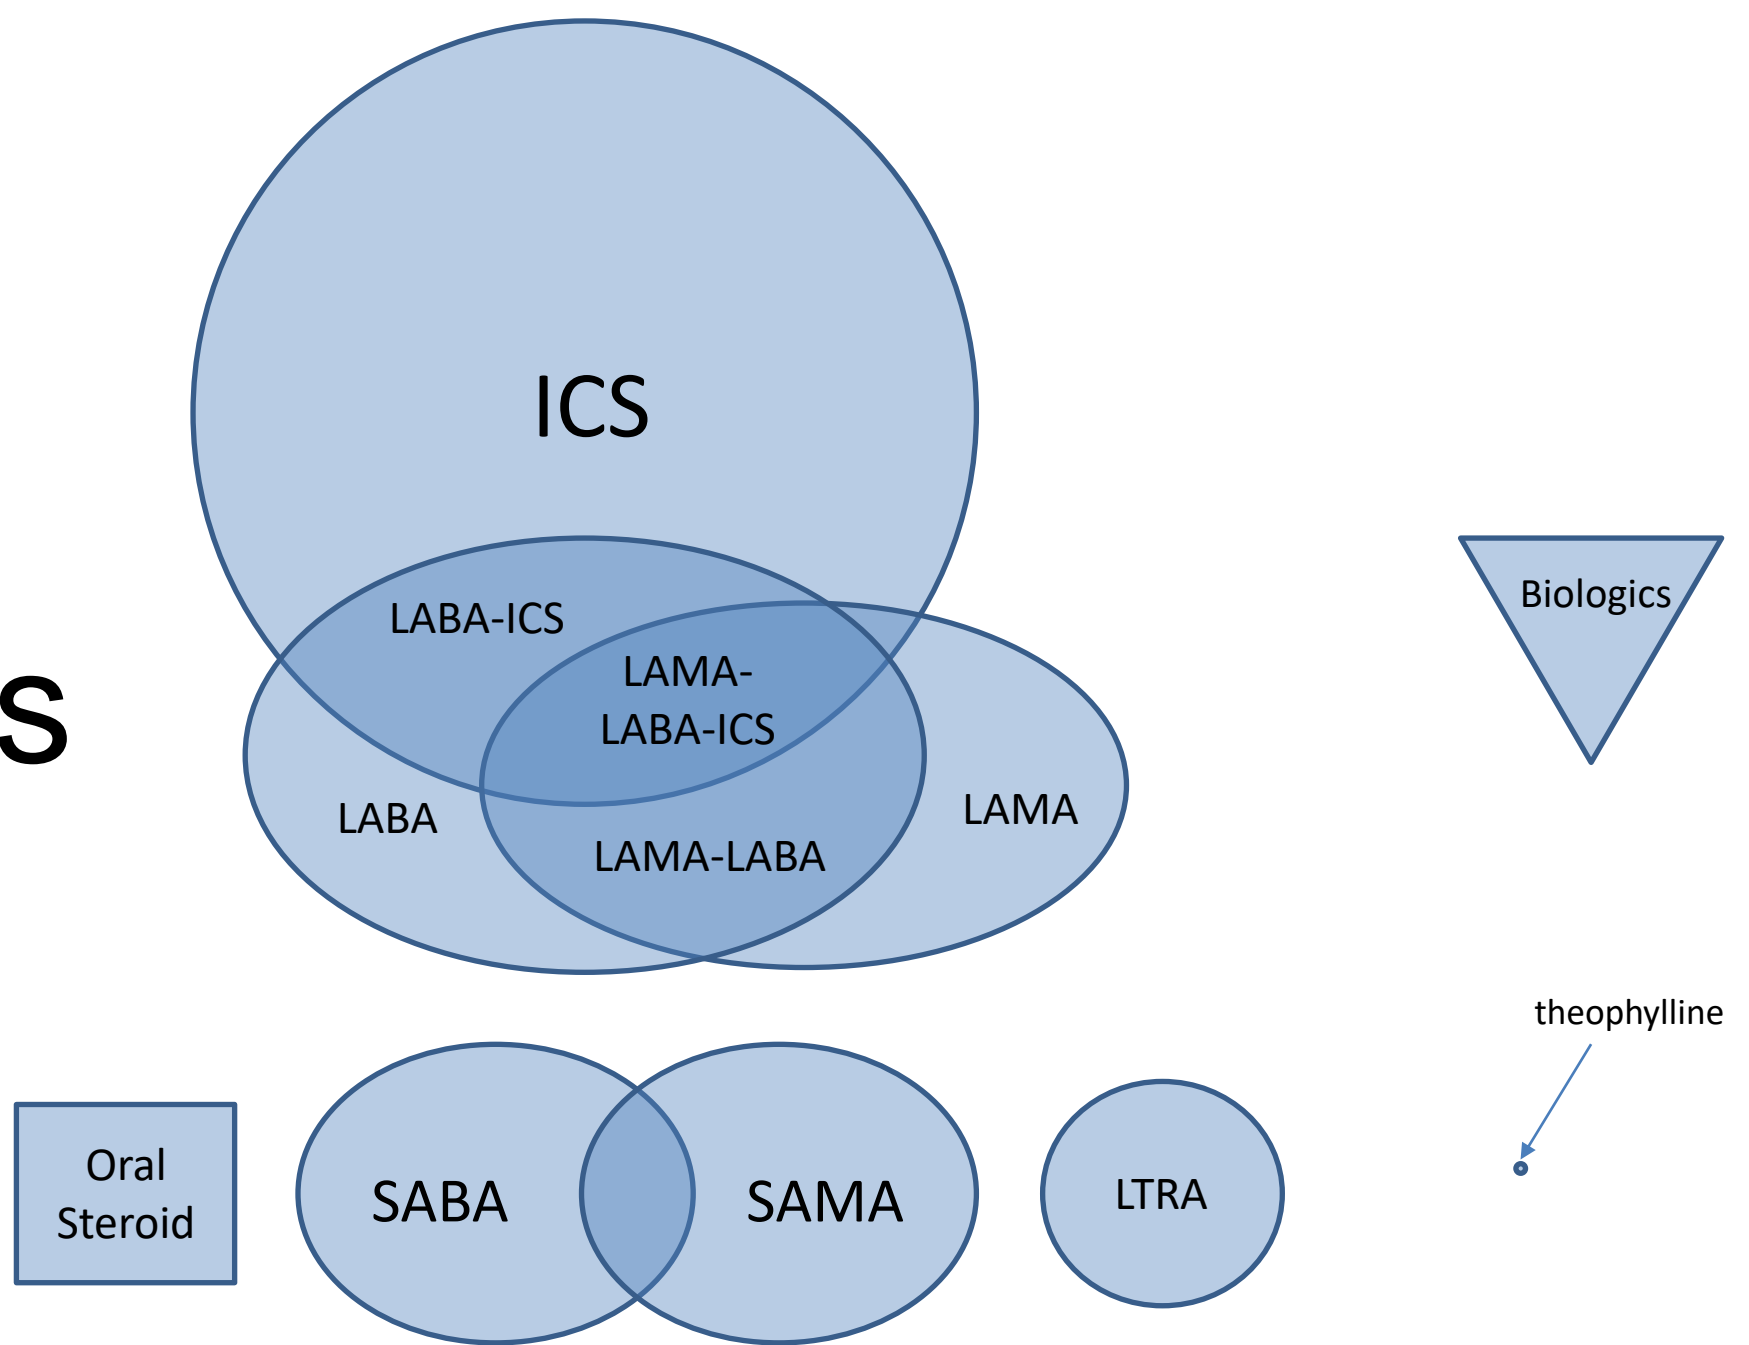 ICS
LABA-ICS
LAMA-
LABA-ICS
LABA
LAMA-LABA
LAMA
Biologics
s
theophylline
Oral
Steroid
SABA
SAMA
LTRA